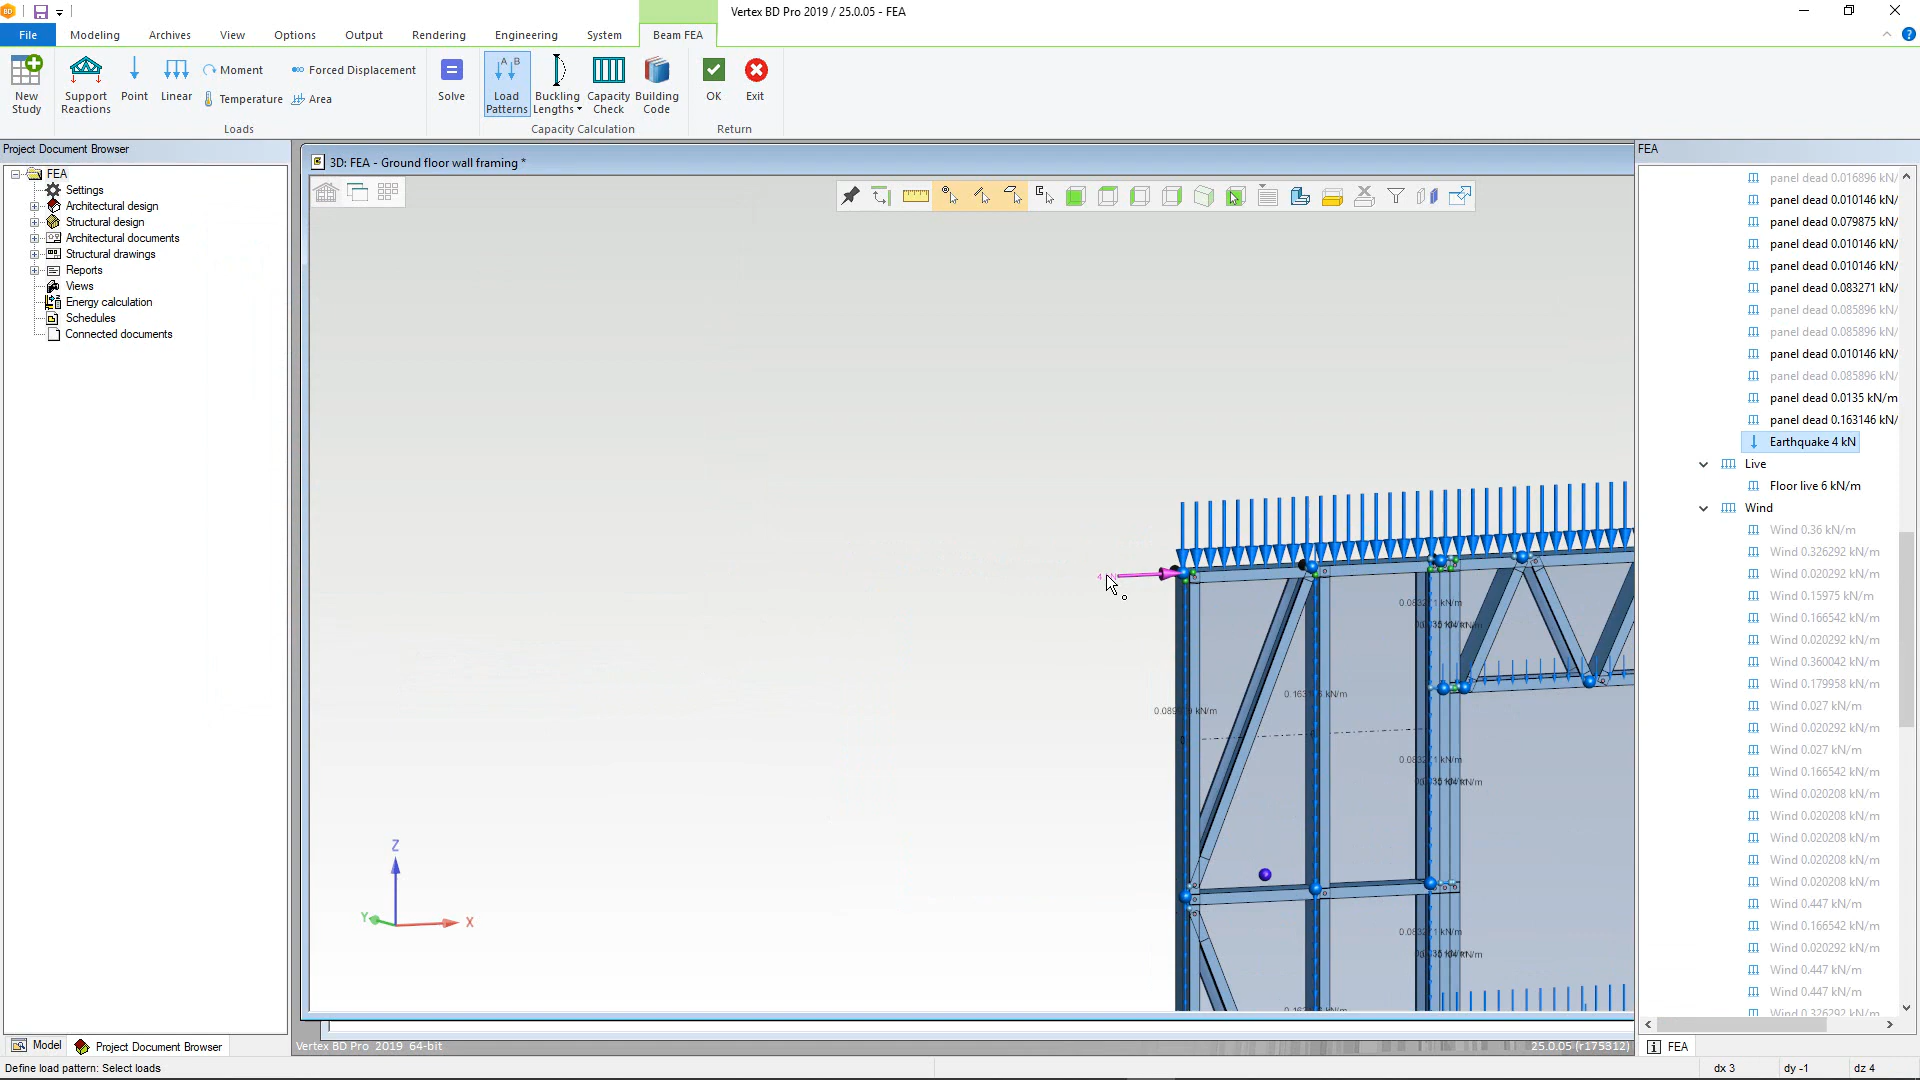 Vertex BD Pro 2019 / 25.0.05 - FEA
File
Modeling
Archives
View
Options
Output
Rendering
Engineering
System
Beam FEA
New Study
Support Reactions
Point
Linear
Moment
Temperature
Forced Displacement
Area
Loads
Solve
A B
Load Patterns
Buckling Lengths
Capacity Check
Building Code
Capacity Calculation
OK
Exit
Return
Project Document Browser
FEA
Settings
Architectural design
Structural design
Architectural documents
Structural drawings
Reports
Views
Energy calculation
Schedules
Connected documents
3D: FEA - Ground floor wall framing *
0.163 kN/m
Z
Y
X
FEA
panel dead 0.016896 kN/
panel dead 0.010146 kN/
panel dead 0.079875 kN/
panel dead 0.010146 kN/
panel dead 0.010146 kN/
panel dead 0.083271 kN/
panel dead 0.085896 kN/
panel dead 0.085896 kN/
panel dead 0.010146 kN/
panel dead 0.085896 kN/
panel dead 0.0135 kN/m
panel dead 0.163146 kN/
Earthquake 4 kN
Live
Floor live 6 kN/m
Wind
Wind 0.36 kN/m
Wind 0.326292 kN/m
Wind 0.020292 kN/m
Wind 0.15975 kN/m
Wind 0.166542 kN/m
Wind 0.020292 kN/m
Wind 0.360042 kN/m
Wind 0.179958 kN/m
Wind 0.027 kN/m
Wind 0.020292 kN/m
Wind 0.027 kN/m
Wind 0.166542 kN/m
Wind 0.020208 kN/m
Wind 0.020208 kN/m
Wind 0.020208 kN/m
Wind 0.020208 kN/m
Wind 0.020208 kN/m
Wind 0.447 kN/m
Wind 0.166542 kN/m
Wind 0.020292 kN/m
Wind 0.447 kN/m
Wind 0.447 kN/m
Wind 0.326292 kN/m
Model
Project Document Browser
Vertex BD Pro 2019 64-bit
25.0.05 (r175312)
FEA
Define load pattern: Select loads
dx 3
dy -1
dz 4